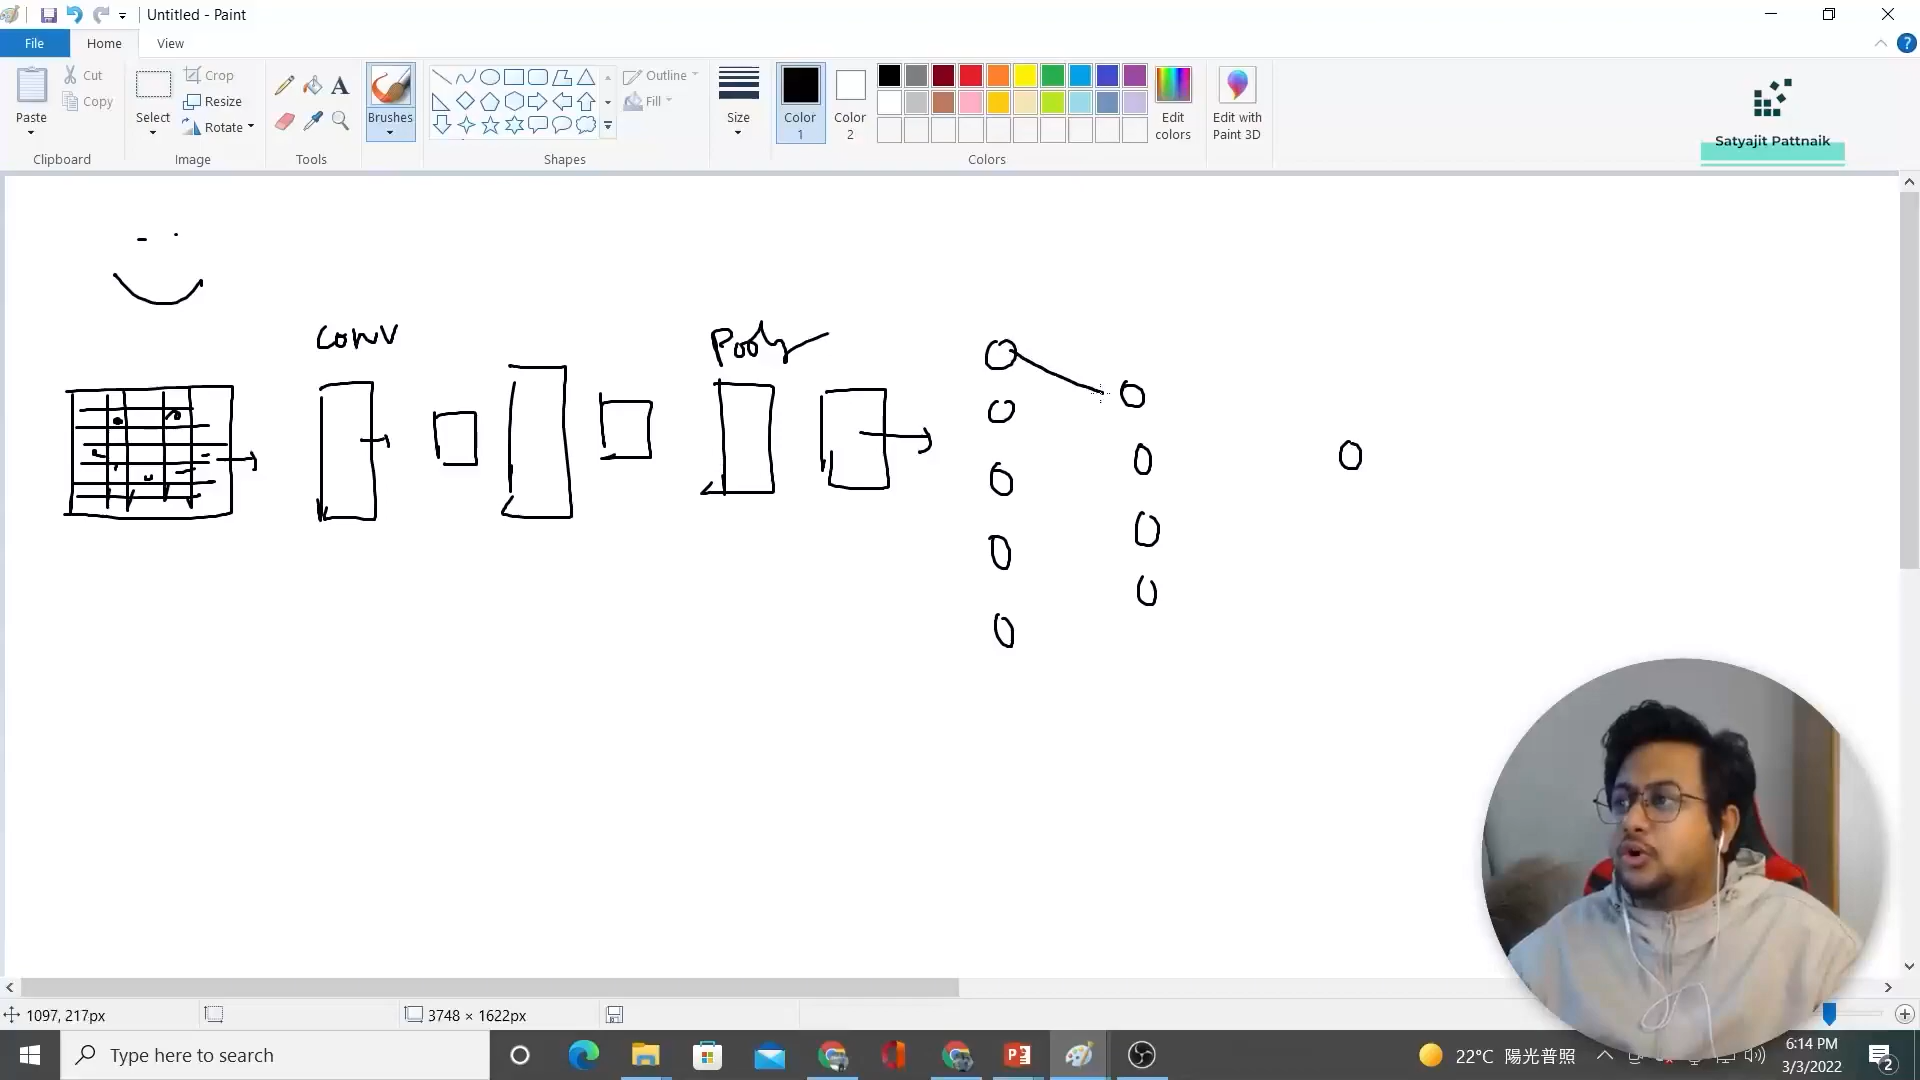 Untitled - Paint
File
Home
View
Paste
Cut
Copy
Clipboard
Select
Crop
Resize
Rotate
Image
A
Tools
Brushes
Outline
Fill
Shapes
Size
Color
1
Color
2
Edit
colors
Edit with
Paint 3D
Colors
Satyajit Pattnaik
conv
1097, 217px
3748 × 1622px
Type here to search
22°C 陽光普照
6:14 PM
3/3/2022
2